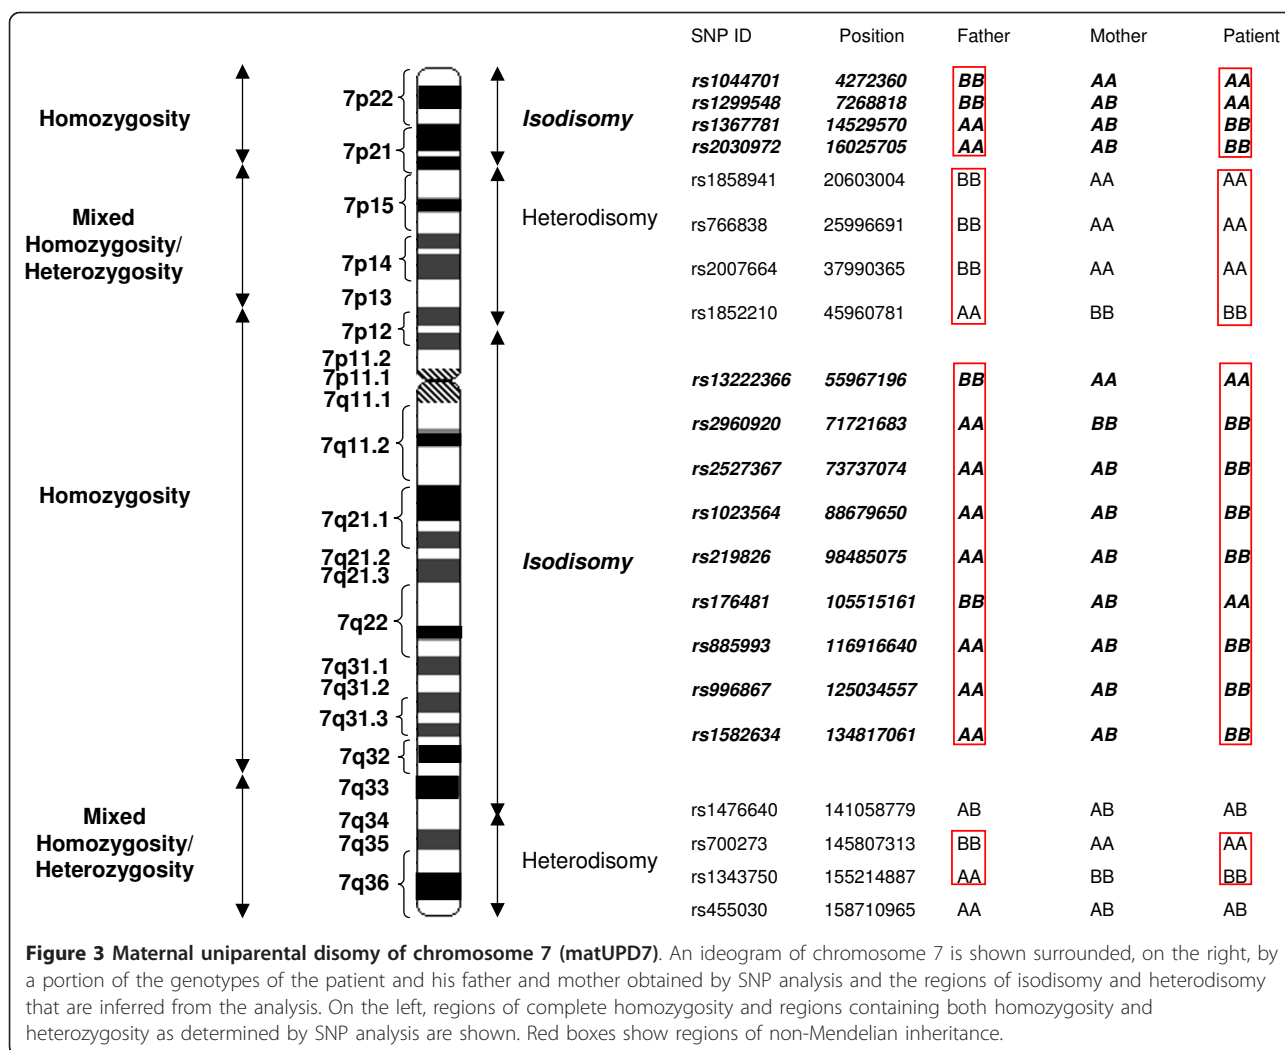 SNP ID Position Father Mother Patient
Homozygosity
Mixed
Homozygosity/
Heterozygosity
Homozygosity
Mixed
Homozygosity/
Heterozygosity
7p22
7p21
7p15
7p14
7p13
7p12
7p11.2
7p11.1
7q11.1
7q11.2
7q21.1
7q21.2
7q21.3
7q22
7q31.1
7q31.2
7q31.3
7q32
7q33
7q34
7q35
7q36
Isodisomy
Heterodisomy
Isodisomy
Heterodisomy
rs1044701 4272360 BB AA AA
rs1299548 7268818 BB AB AA
rs1367781 14529570 AA AB BB
rs2030972 16025705 AA AB BB
rs1858941 20603004 BB AA AA
rs766838 25996691 BB AA AA
rs2007664 37990365 BB AA AA
rs1852210 45960781 AA BB BB
rs13222366 55967196 BB AA AA
rs2960920 71721683 AA BB BB
rs2527367 73737074 AA AB BB
rs1023564 88679650 AA AB BB
rs219826 98485075 AA AB BB
rs176481 105515161 BB AB AA
rs885993 116916640 AA AB BB
rs996867 125034557 AA AB BB
rs1582634 134817061 AA AB BB
rs1476640 141058779 AB AB AB
rs700273 145807313 BB AA AA
rs1343750 155214887 AA BB BB
rs455030 158710965 AA AB AB
Figure 3 Maternal uniparental disomy of chromosome 7 (matUPD7). An ideogram of chromosome 7 is shown surrounded, on the right, by
a portion of the genotypes of the patient and his father and mother obtained by SNP analysis and the regions of isodisomy and heterodisomy
that are inferred from the analysis. On the left, regions of complete homozygosity and regions containing both homozygosity and
heterozygosity as determined by SNP analysis are shown. Red boxes show regions of non-Mendelian inheritance.